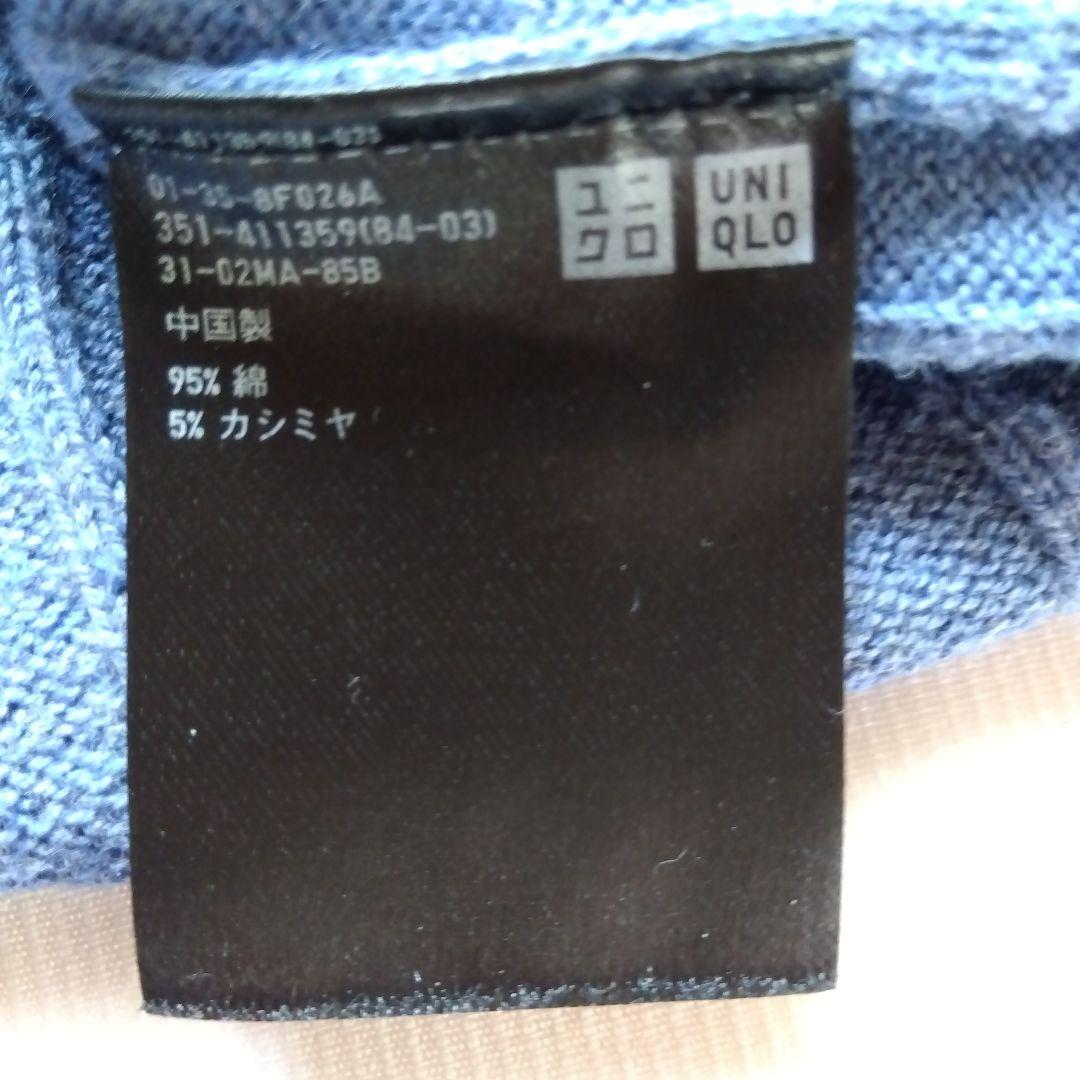 01-35-8F026A
351-411359(84-03)
31-02MA-85B
中国製
95% 綿
5% カシミヤ
ユニ
クロ
UNI
QLO